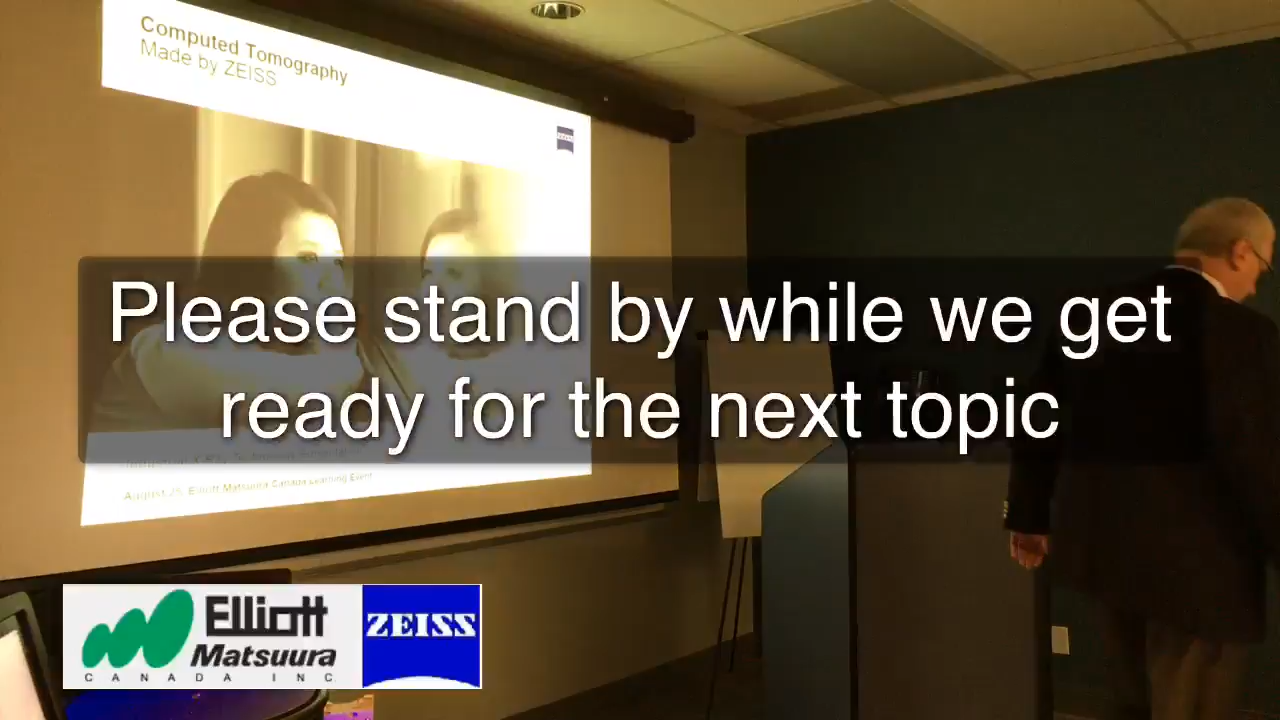 Computed Tomography
Made by ZEISS
ZEISS
Please stand by while we get
ready for the next topic
August 25, Elliott Matsuura Canada Learning Event
Elliott
Matsuura
CANADA INC
ZEISS